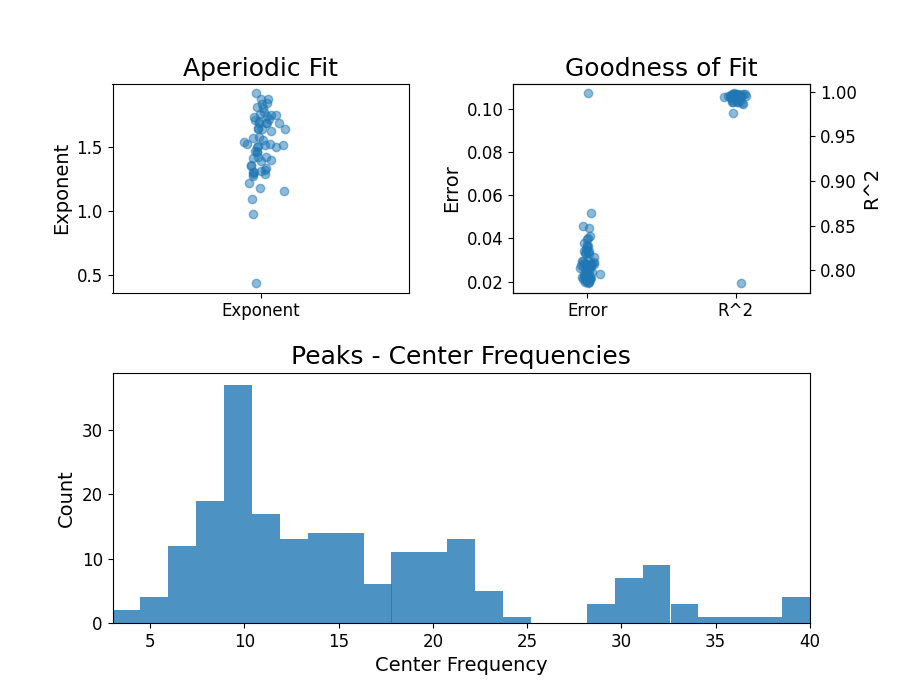 Aperiodic Fit
Goodness of Fit
Exponent
1.5
1.0
0.5
Exponent
Error
0.10
0.08
0.06
0.04
0.02
Error
R^2
1.00
0.95
0.90
0.85
0.80
R^2
Peaks - Center Frequencies
Count
30
20
10
0
5 10 15 20 25 30 35 40
Center Frequency